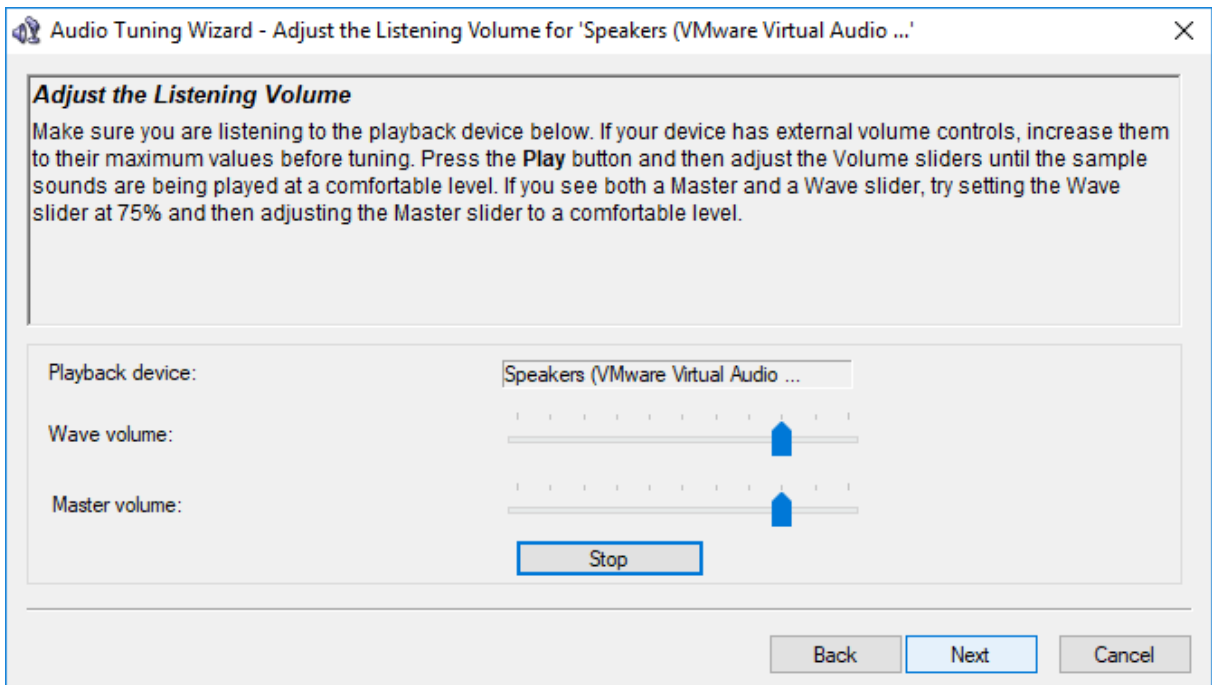 Audio Tuning Wizard - Adjust the Listening Volume for 'Speakers (VMware Virtual Audio ...'
Adjust the Listening Volume
Make sure you are listening to the playback device below. If your device has external volume controls, increase them
to their maximum values before tuning. Press the Play button and then adjust the Volume sliders until the sample
sounds are being played at a comfortable level. If you see both a Master and a Wave slider, try setting the Wave
slider at 75% and then adjusting the Master slider to a comfortable level.
Playback device:
Speakers (VMware Virtual Audio ...
Wave volume:
Master volume:
Stop
Back
Next
Cancel